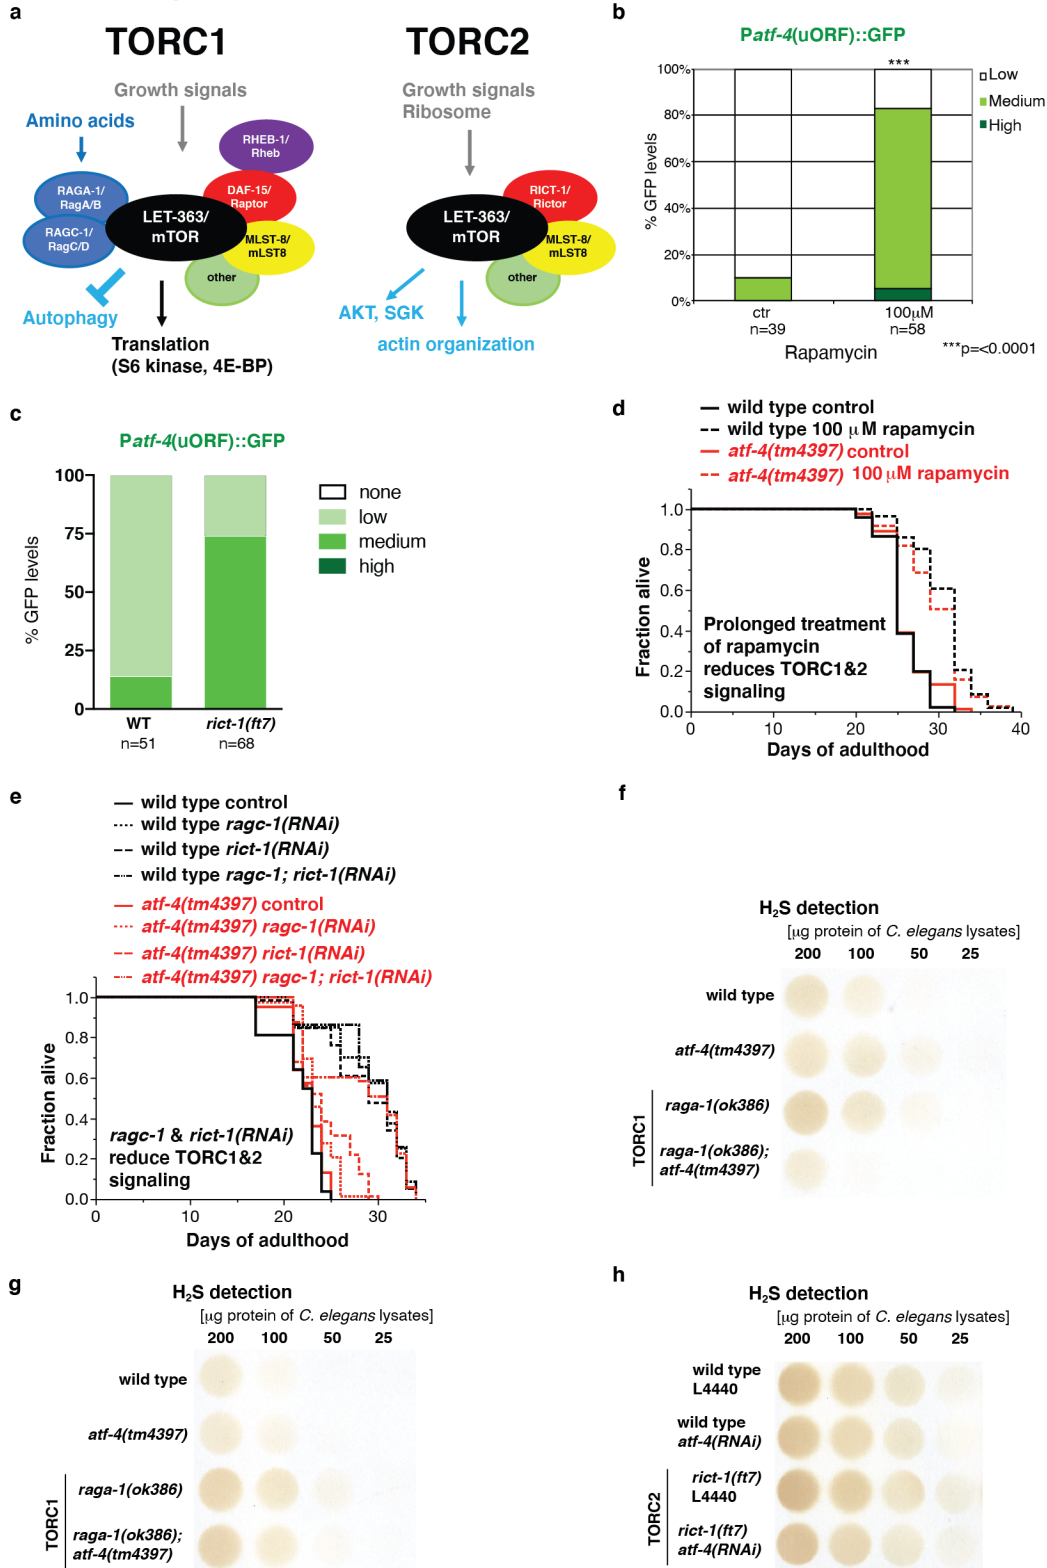 a
TORC1
TORC2
Growth signals
Amino acids
RHEB-1/
Rheb
RAGA-1/
RagA/B
DAF-15/
Raptor
LET-363/
mTOR
RAGC-1/
RagC/D
MLST-8/
mLST8
other
Autophagy
Translation
(S6 kinase, 4E-BP)
Growth signals
Ribosome
RICT-1/
Rictor
LET-363/
mTOR
MLST-8/
mLST8
other
AKT, SGK
actin organization
b
Patf-4(uORF)::GFP
***
100%
80%
60%
40%
20%
0%
% GFP levels
Low
Medium
High
ctr
n=39
100µM
n=58
Rapamycin
***p=<0.0001
c
Patf-4(uORF)::GFP
100
75
50
25
0
% GFP levels
none
low
medium
high
WT
n=51
rict-1(ft7)
n=68
d
wild type control
wild type 100 µM rapamycin
atf-4(tm4397) control
atf-4(tm4397) 100µM rapamycin
1.0
0.8
0.6
0.4
0.2
0.0
Fraction alive
Prolonged treatment
of rapamycin
reduces TORC1&2
signaling
0 10 20 30 40
Days of adulthood
e
wild type control
wild type ragc-1(RNAi)
wild type rict-1(RNAi)
wild type ragc-1; rict-1(RNAi)
atf-4(tm4397) control
atf-4(tm4397) ragc-1(RNAi)
atf-4(tm4397) rict-1(RNAi)
atf-4(tm4397) ragc-1; rict-1(RNAi)
1.0
0.8
0.6
0.4
0.2
0.0
Fraction alive
ragc-1 & rict-1(RNAi)
reduce TORC1&2
signaling
0 10 20 30
Days of adulthood
f
H₂S detection
[µg protein of C. elegans lysates]
200 100 50 25
wild type
atf-4(tm4397)
raga-1(ok386)
raga-1(ok386);
atf-4(tm4397)
TORC1
g
H₂S detection
[µg protein of C. elegans lysates]
200 100 50 25
wild type
atf-4(tm4397)
raga-1(ok386)
raga-1(ok386);
atf-4(tm4397)
TORC1
h
H₂S detection
[µg protein of C. elegans lysates]
200 100 50 25
wild type
L4440
wild type
atf-4(RNAi)
rict-1(ft7)
L4440
rict-1(ft7)
atf-4(RNAi)
TORC2